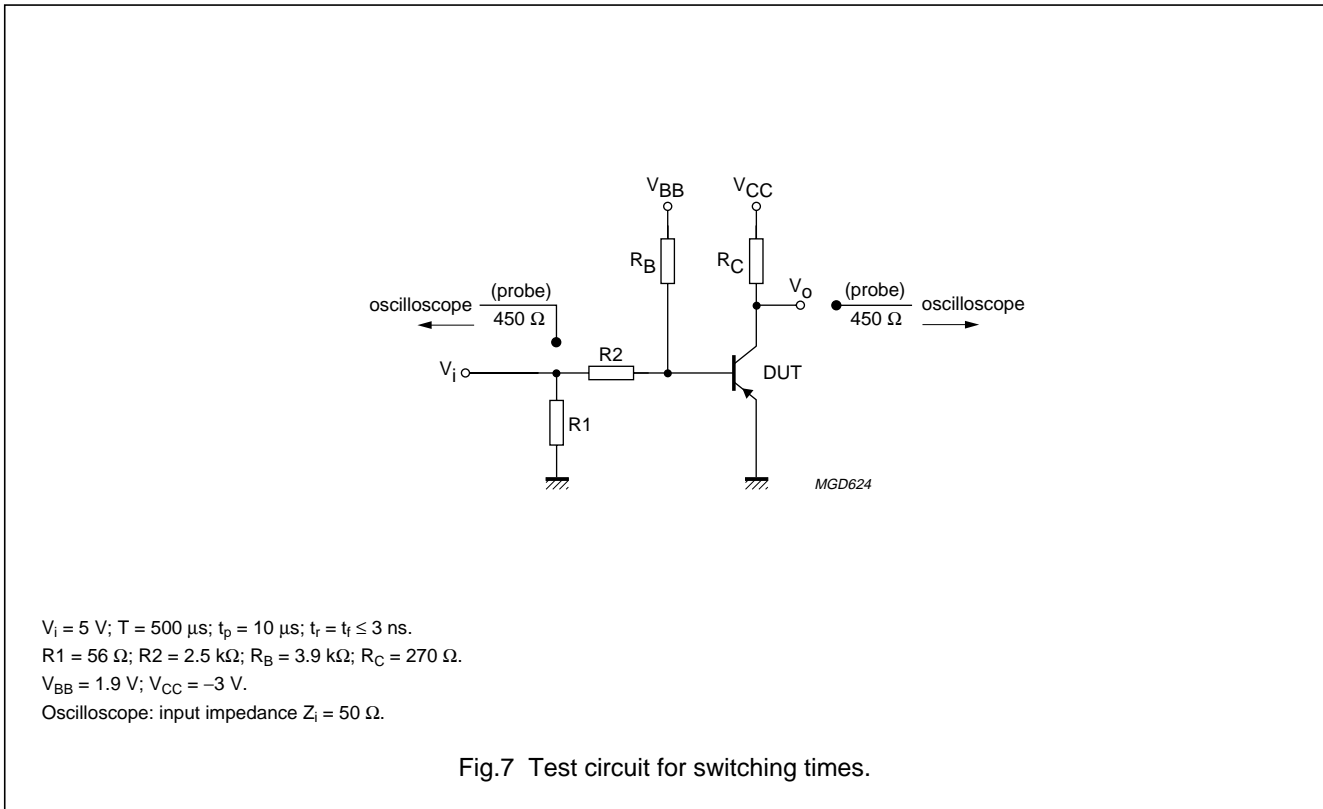 V_BB V_CC
R_B R_C
V_o
oscilloscope (probe) 450 Ω
(probe) 450 Ω oscilloscope
R2
V_i
DUT
R1
MGD624
V_i = 5 V; T = 500 μs; t_p = 10 μs; t_r = t_f ≤ 3 ns.
R1 = 56 Ω; R2 = 2.5 kΩ; R_B = 3.9 kΩ; R_C = 270 Ω.
V_BB = 1.9 V; V_CC = −3 V.
Oscilloscope: input impedance Z_i = 50 Ω.
Fig.7 Test circuit for switching times.